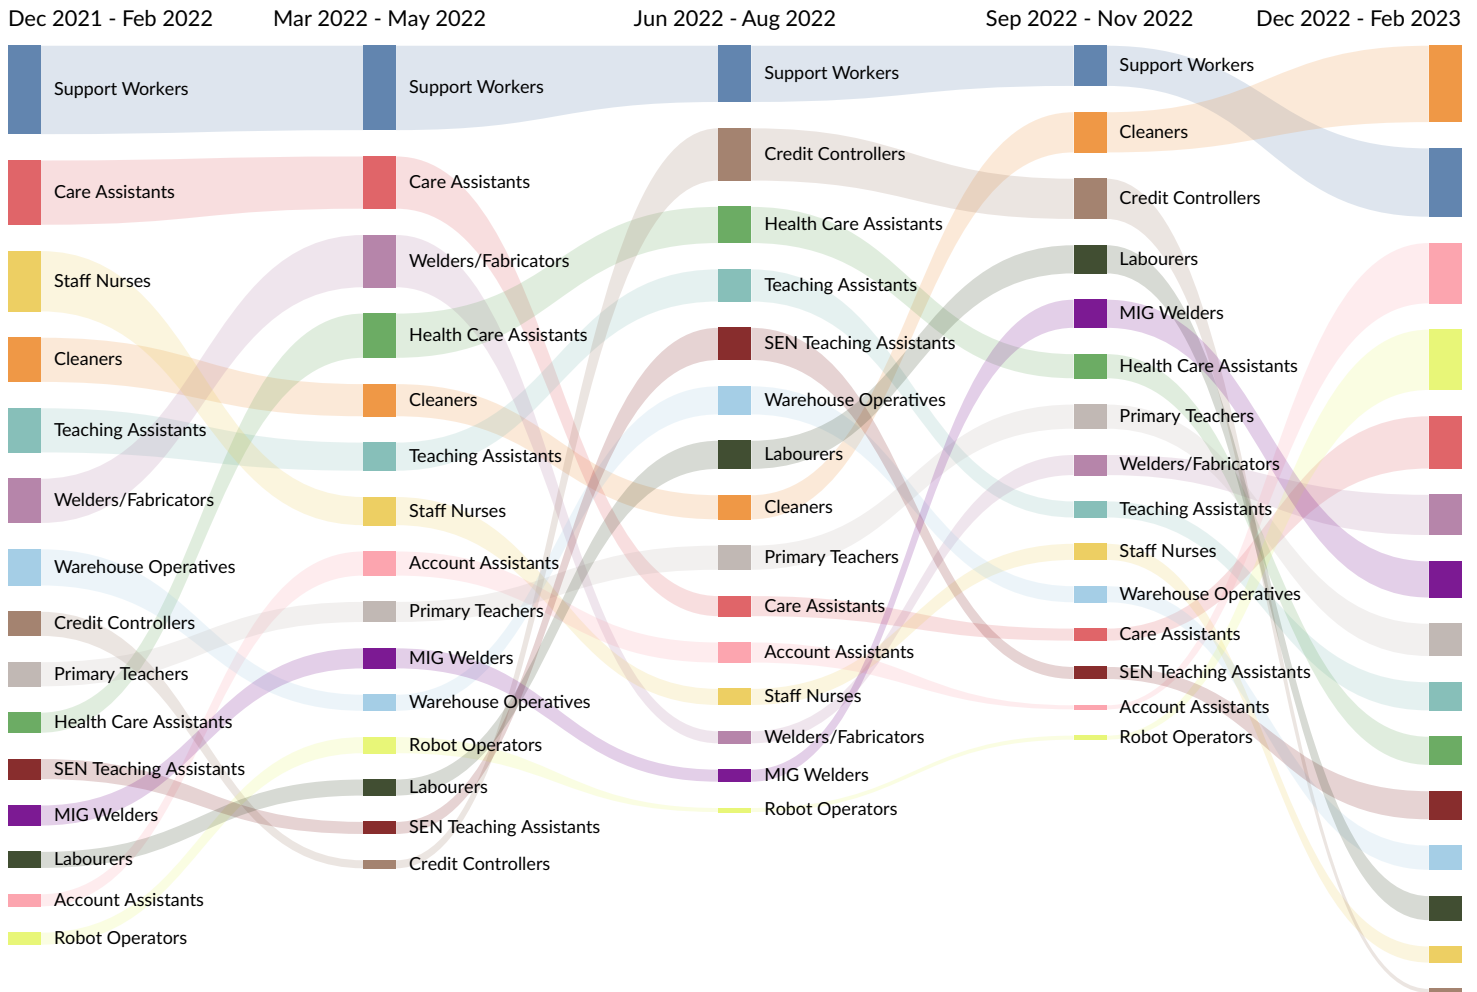 Dec 2021 - Feb 2022
Mar 2022 - May 2022
Jun 2022 - Aug 2022
Sep 2022 - Nov 2022
Dec 2022 - Feb 2023
Support Workers
Care Assistants
Staff Nurses
Cleaners
Teaching Assistants
Welders/Fabricators
Warehouse Operatives
Credit Controllers
Primary Teachers
Health Care Assistants
SEN Teaching Assistants
MIG Welders
Labourers
Account Assistants
Robot Operators
Support Workers
Care Assistants
Welders/Fabricators
Health Care Assistants
Cleaners
Teaching Assistants
Staff Nurses
Account Assistants
Primary Teachers
MIG Welders
Warehouse Operatives
Robot Operators
Labourers
SEN Teaching Assistants
Credit Controllers
Support Workers
Credit Controllers
Health Care Assistants
Teaching Assistants
SEN Teaching Assistants
Warehouse Operatives
Labourers
Cleaners
Primary Teachers
Care Assistants
Account Assistants
Staff Nurses
Welders/Fabricators
MIG Welders
Robot Operators
Support Workers
Cleaners
Credit Controllers
Labourers
MIG Welders
Health Care Assistants
Primary Teachers
Welders/Fabricators
Teaching Assistants
Staff Nurses
Warehouse Operatives
Care Assistants
SEN Teaching Assistants
Account Assistants
Robot Operators